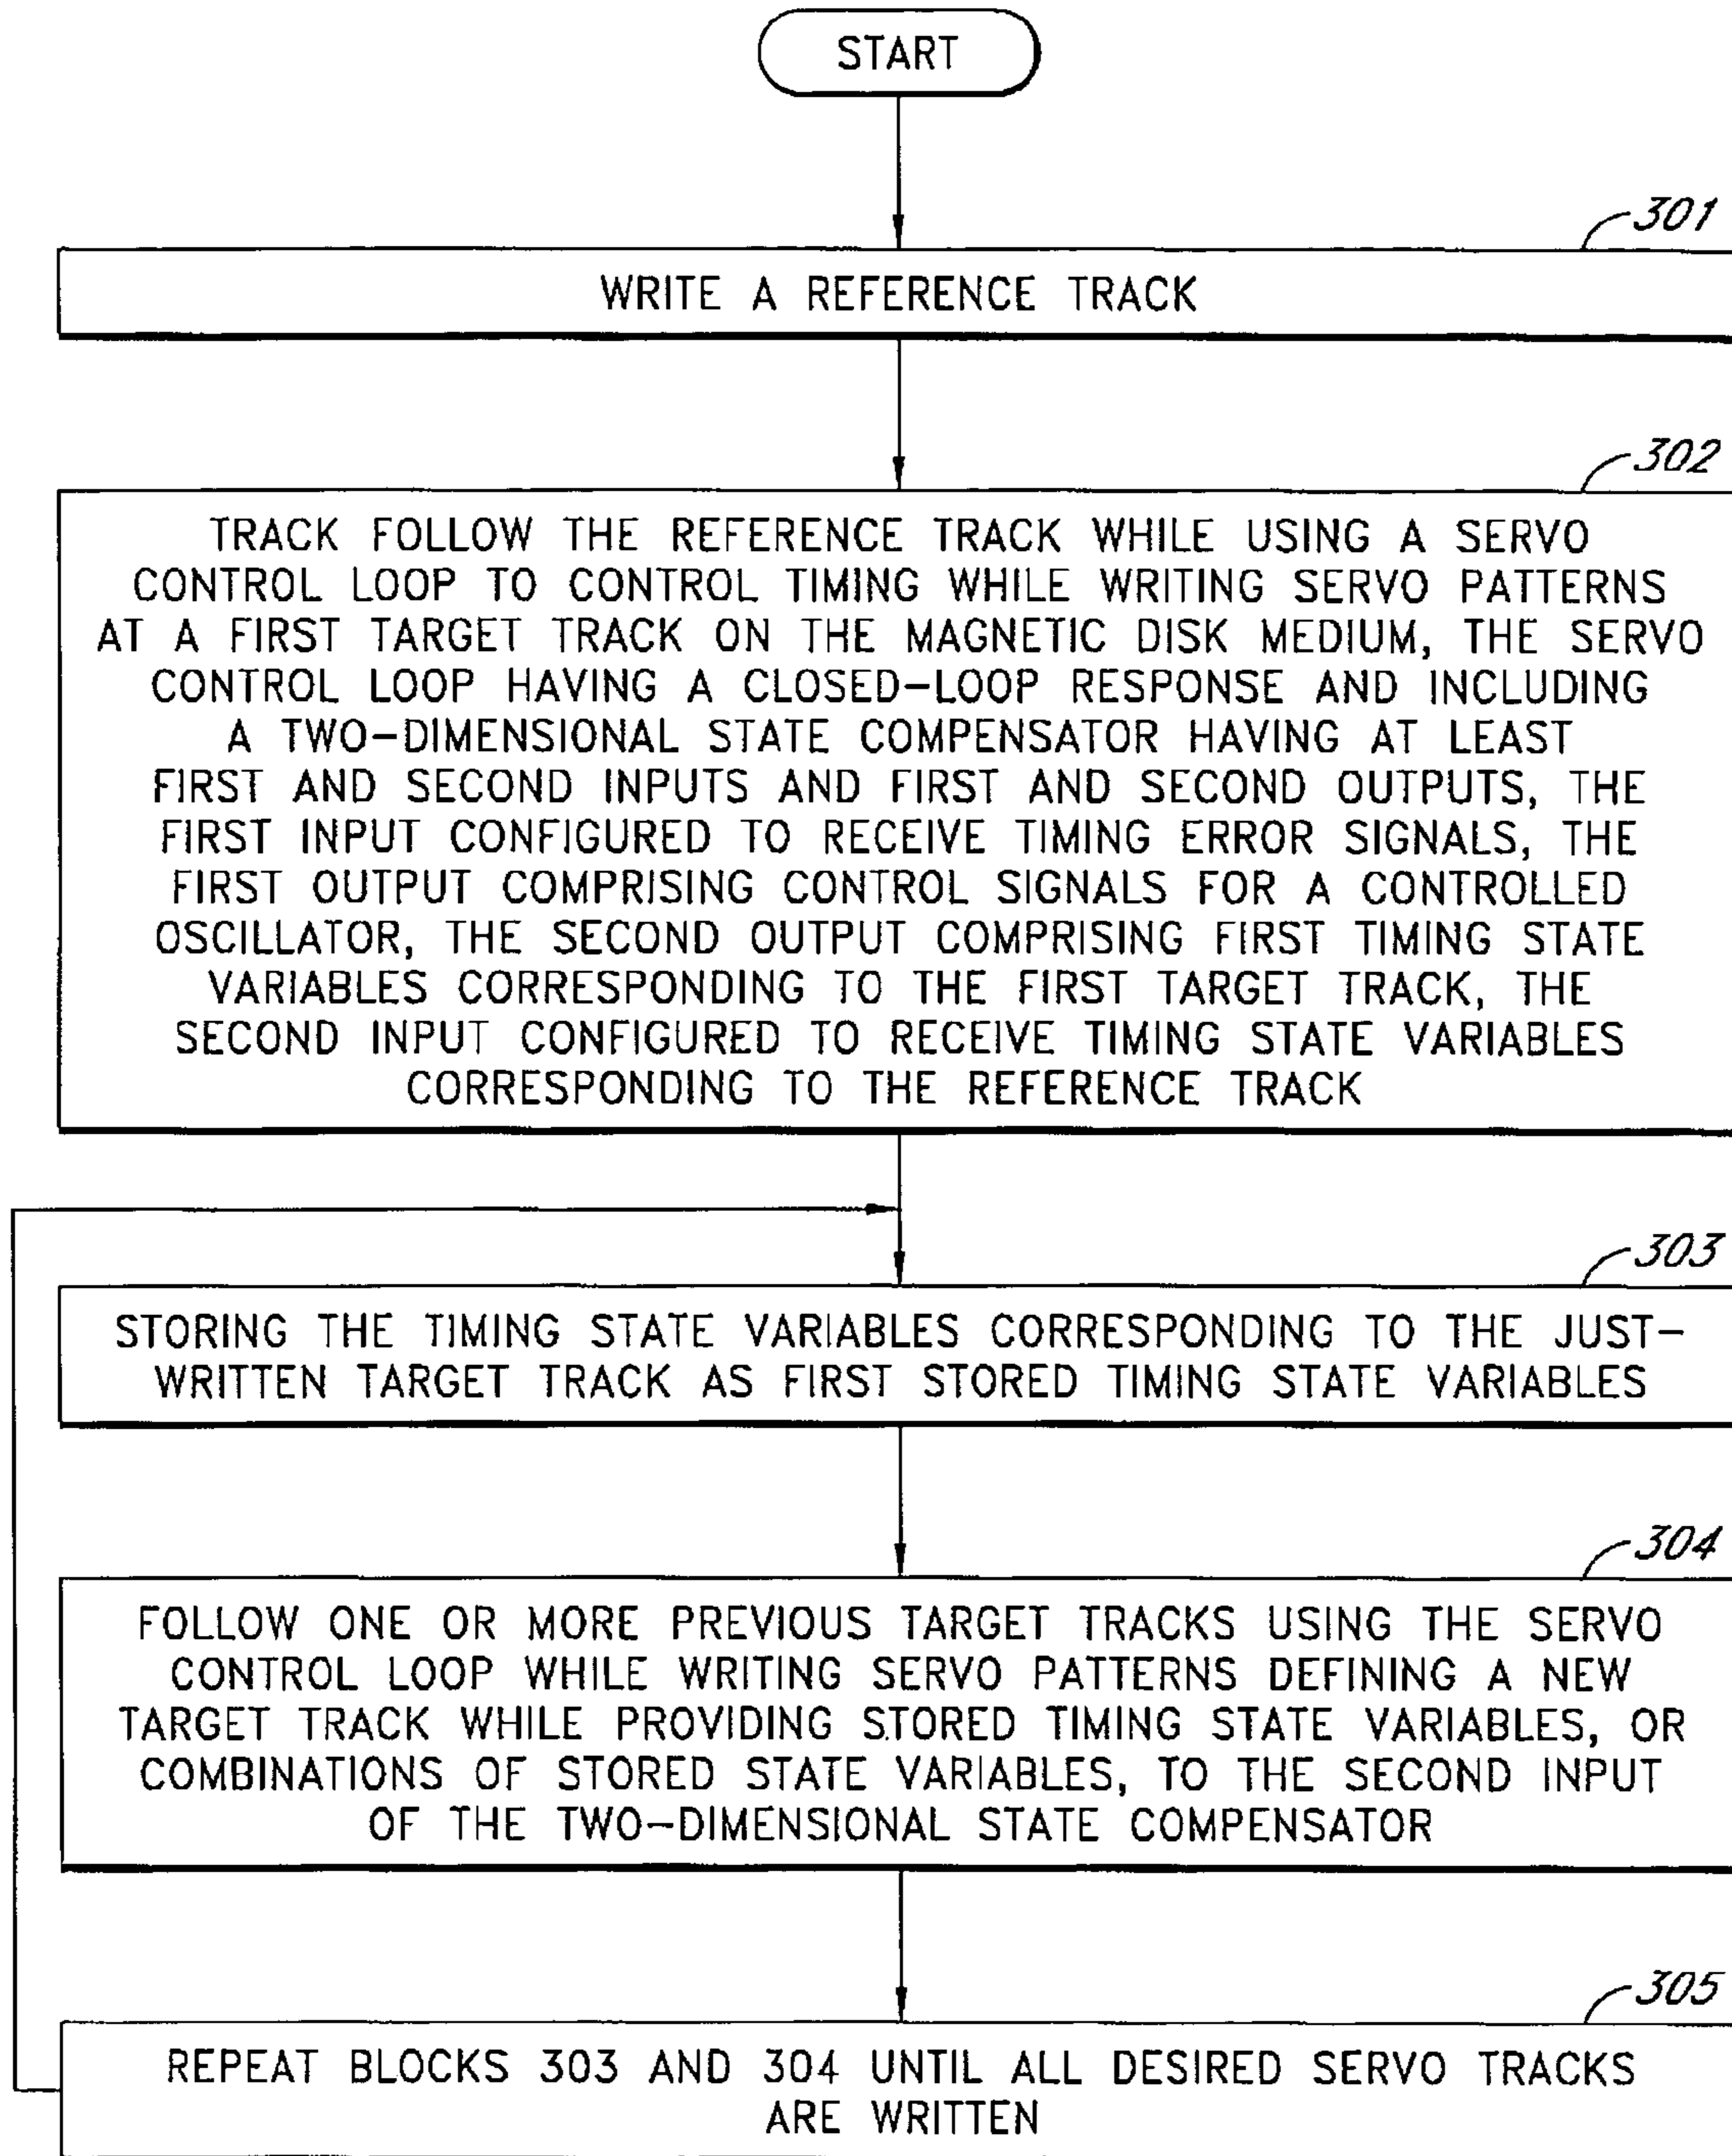 START
301
WRITE A REFERENCE TRACK
302
TRACK FOLLOW THE REFERENCE TRACK WHILE USING A SERVO
CONTROL LOOP TO CONTROL TIMING WHILE WRITING SERVO PATTERNS
AT A FIRST TARGET TRACK ON THE MAGNETIC DISK MEDIUM, THE SERVO
CONTROL LOOP HAVING A CLOSED-LOOP RESPONSE AND INCLUDING
A TWO-DIMENSIONAL STATE COMPENSATOR HAVING AT LEAST
FIRST AND SECOND INPUTS AND FIRST AND SECOND OUTPUTS, THE
FIRST INPUT CONFIGURED TO RECEIVE TIMING ERROR SIGNALS, THE
FIRST OUTPUT COMPRISING CONTROL SIGNALS FOR A CONTROLLED
OSCILLATOR, THE SECOND OUTPUT COMPRISING FIRST TIMING STATE
VARIABLES CORRESPONDING TO THE FIRST TARGET TRACK, THE
SECOND INPUT CONFIGURED TO RECEIVE TIMING STATE VARIABLES
CORRESPONDING TO THE REFERENCE TRACK
303
STORING THE TIMING STATE VARIABLES CORRESPONDING TO THE JUST-
WRITTEN TARGET TRACK AS FIRST STORED TIMING STATE VARIABLES
304
FOLLOW ONE OR MORE PREVIOUS TARGET TRACKS USING THE SERVO
CONTROL LOOP WHILE WRITING SERVO PATTERNS DEFINING A NEW
TARGET TRACK WHILE PROVIDING STORED TIMING STATE VARIABLES, OR
COMBINATIONS OF STORED STATE VARIABLES, TO THE SECOND INPUT
OF THE TWO-DIMENSIONAL STATE COMPENSATOR
305
REPEAT BLOCKS 303 AND 304 UNTIL ALL DESIRED SERVO TRACKS
ARE WRITTEN